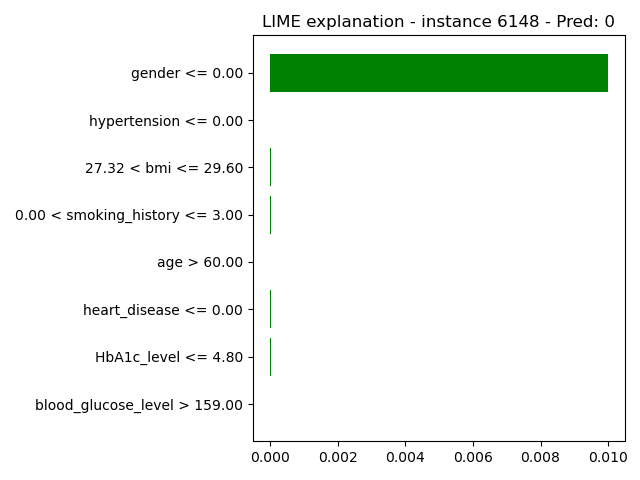 LIME explanation - instance 6148 - Pred: 0
gender <= 0.00
hypertension <= 0.00
27.32 < bmi <= 29.60
0.00 < smoking_history <= 3.00
age > 60.00
heart_disease <= 0.00
HbA1c_level <= 4.80
blood_glucose_level > 159.00
0.000 0.002 0.004 0.006 0.008 0.010